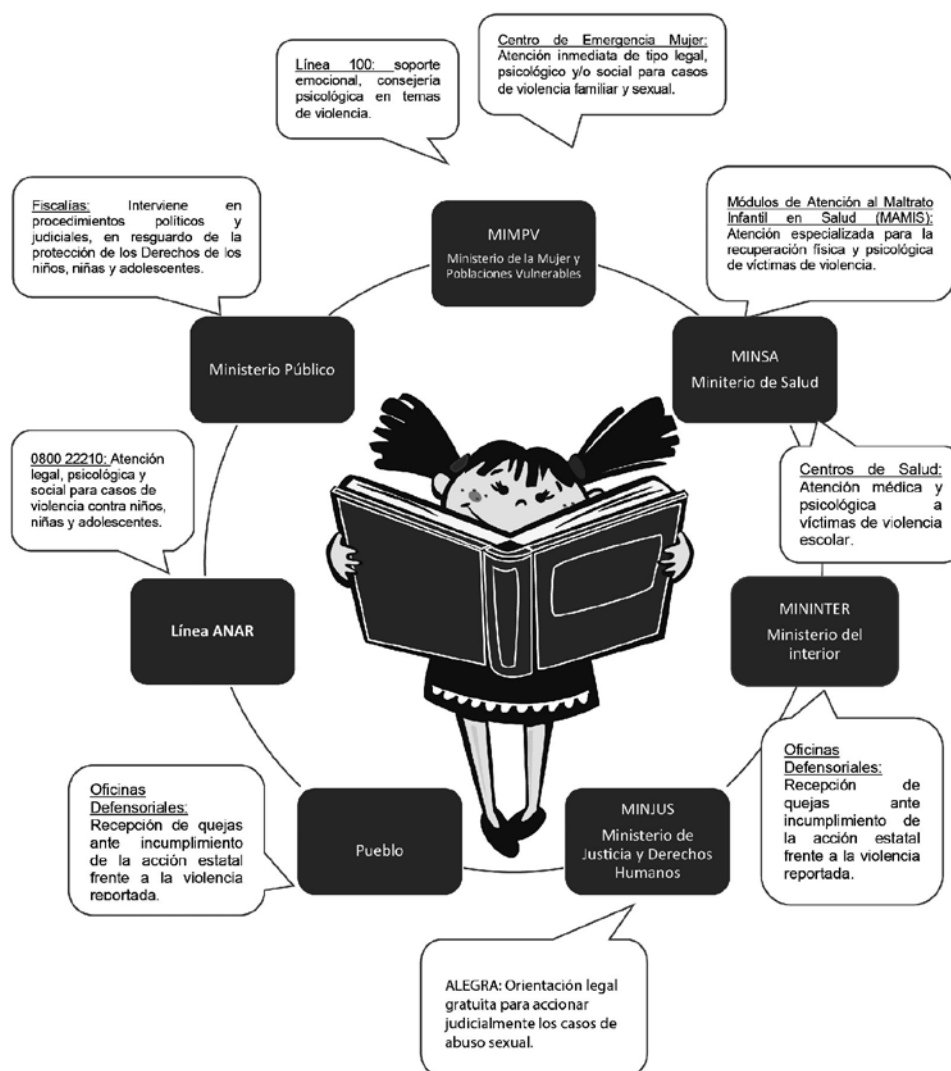 Línea 100: soporte
emocional, consejería
psicológica en temas
de violencia.
Centro de Emergencia Mujer:
Atención inmediata de tipo legal,
psicológico y/o social para casos
de violencia familiar y sexual.
Fiscalías: Interviene en
procedimientos políticos y
judiciales, en resguardo de la
protección de los Derechos de los
niños, niñas y adolescentes.
MIMPV
Ministerio de la Mujer y
Poblaciones Vulnerables
Módulos de Atención al Maltrato
Infantil en Salud (MAMIS):
Atención especializada para la
recuperación física y psicológica
de víctimas de violencia.
Ministerio Público
MINSA
Miniterio de Salud
0800 22210: Atención
legal, psicológica y
social para casos de
violencia contra niños,
niñas y adolescentes.
Centros de Salud:
Atención médica y
psicológica a
víctimas de violencia
escolar.
Línea ANAR
MININTER
Ministerio del
interior
Oficinas
Defensoriales:
Recepción de quejas
ante incumplimiento
de la acción estatal
frente a la violencia
reportada.
Pueblo
MINJUS
Ministerio de
Justicia y Derechos
Humanos
Oficinas
Defensoriales:
Recepción de
quejas ante
incumplimiento de
la acción estatal
frente a la violencia
reportada.
ALEGRA: Orientación legal
gratuita para accionar
judicialmente los casos de
abuso sexual.